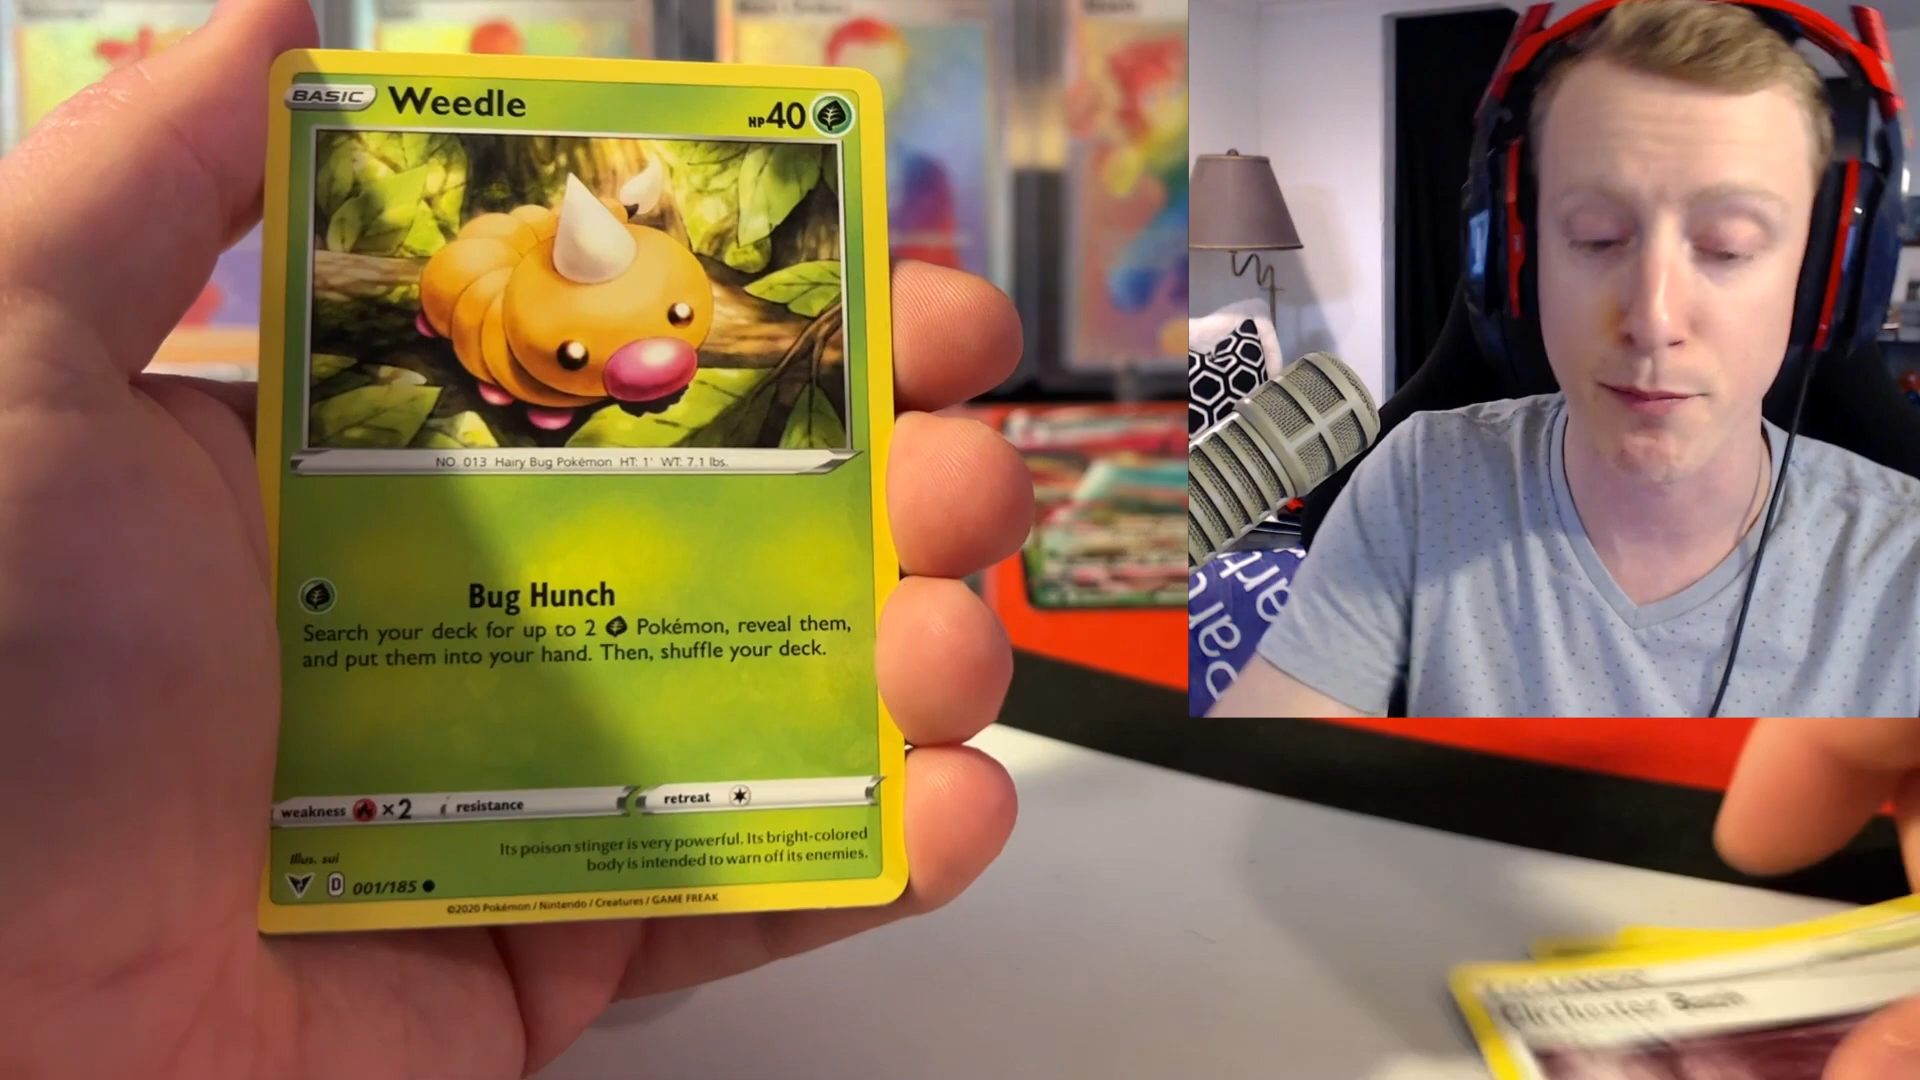 BASIC Weedle HP40
NO. 013 Hairy Bug Pokémon HT: 1' WT: 7.1 lbs.
Bug Hunch
Search your deck for up to 2 Pokémon, reveal them,
and put them into your hand. Then, shuffle your deck.
weakness ×2 resistance retreat
Its poison stinger is very powerful. Its bright-colored
body is intended to warn off its enemies.
Illus. sui
D 001/185
©2020 Pokémon / Nintendo / Creatures / GAME FREAK